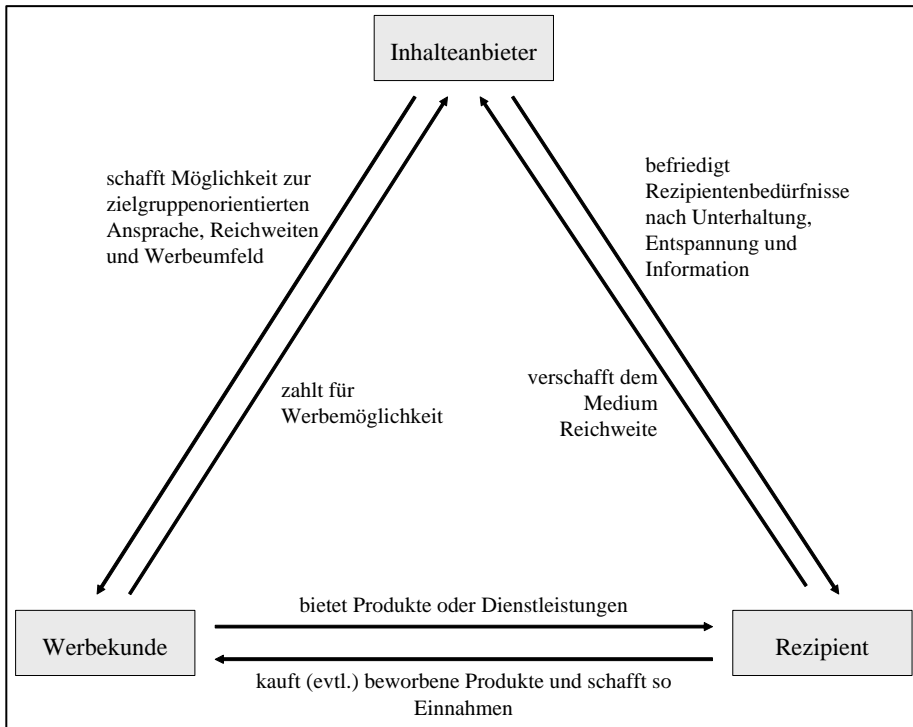 Inhalteanbieter
schafft Möglichkeit zur
zielgruppenorientierten
Ansprache, Reichweiten
und Werbeumfeld
befriedigt
Rezipientenbedürfnisse
nach Unterhaltung,
Entspannung und
Information
zahlt für
Werbemöglichkeit
verschafft dem
Medium
Reichweite
bietet Produkte oder Dienstleistungen
Werbekunde
Rezipient
kauft (evtl.) beworbene Produkte und schafft so
Einnahmen